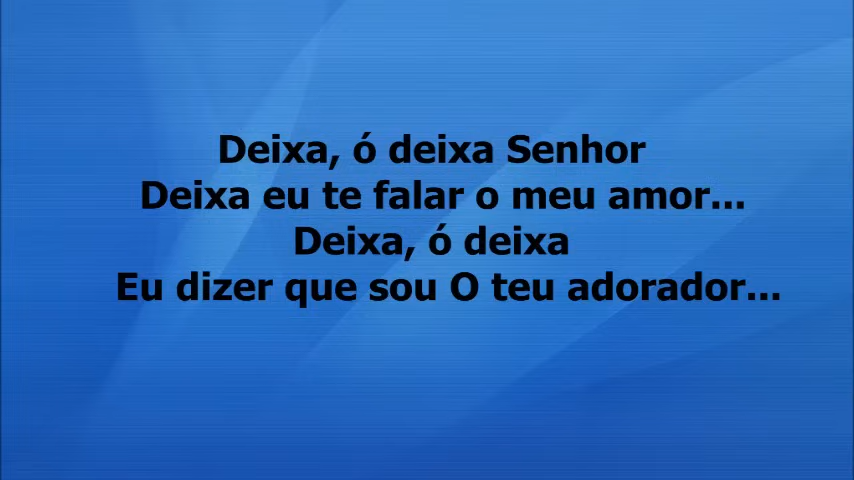 Deixa, ó deixa Senhor
Deixa eu te falar o meu amor...
Deixa, ó deixa
Eu dizer que sou O teu adorador...